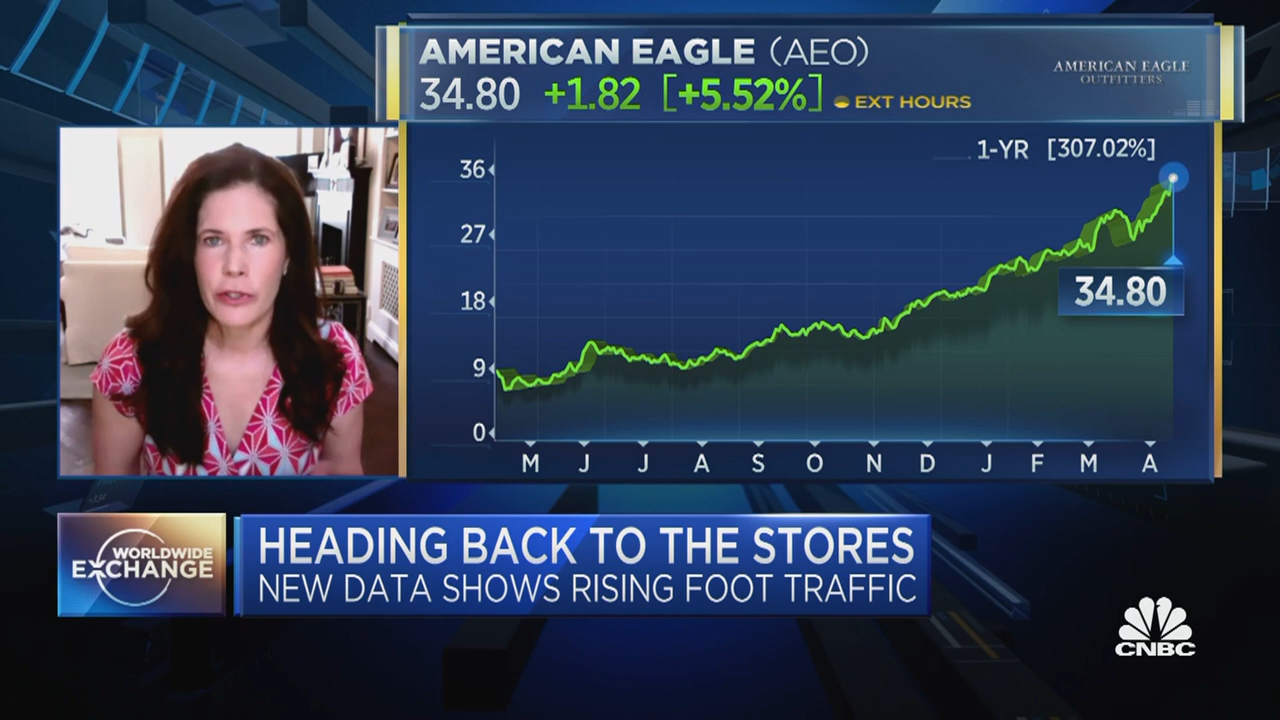 AMERICAN EAGLE (AEO)
34.80 +1.82 [+5.52%] EXT HOURS
AMERICAN EAGLE
OUTFITTERS
1-YR [307.02%]
36
27
18
9
0
34.80
M J J A S O N D J F M A
WORLDWIDE
EXCHANGE
HEADING BACK TO THE STORES
NEW DATA SHOWS RISING FOOT TRAFFIC
CNBC